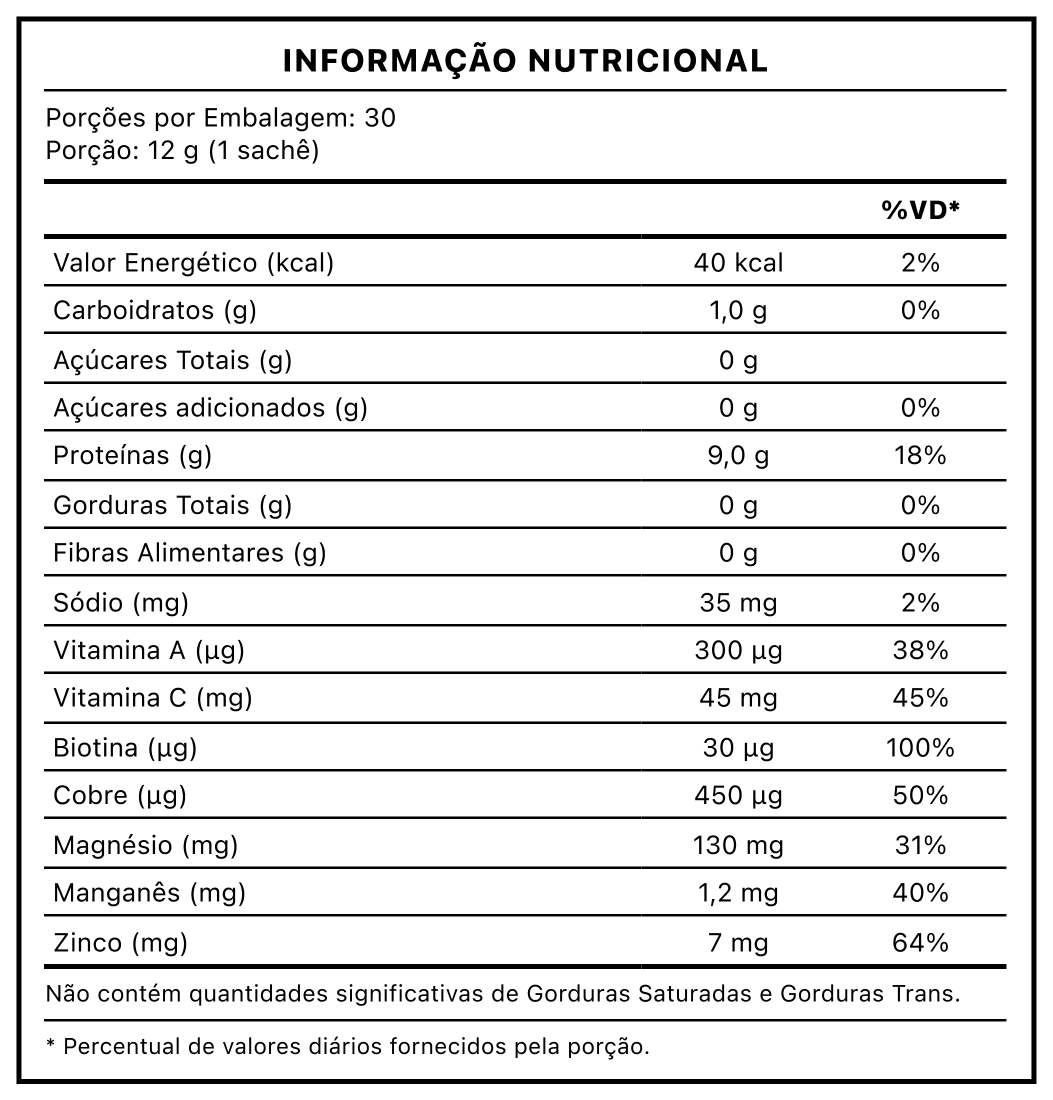 INFORMAÇÃO NUTRICIONAL
Porções por Embalagem: 30
Porção: 12 g (1 sachê)
%VD*
Valor Energético (kcal) 40 kcal 2%
Carboidratos (g) 1,0 g 0%
Açúcares Totais (g) 0 g
Açúcares adicionados (g) 0 g 0%
Proteínas (g) 9,0 g 18%
Gorduras Totais (g) 0 g 0%
Fibras Alimentares (g) 0 g 0%
Sódio (mg) 35 mg 2%
Vitamina A (µg) 300 µg 38%
Vitamina C (mg) 45 mg 45%
Biotina (µg) 30 µg 100%
Cobre (µg) 450 µg 50%
Magnésio (mg) 130 mg 31%
Manganês (mg) 1,2 mg 40%
Zinco (mg) 7 mg 64%
Não contém quantidades significativas de Gorduras Saturadas e Gorduras Trans.
* Percentual de valores diários fornecidos pela porção.